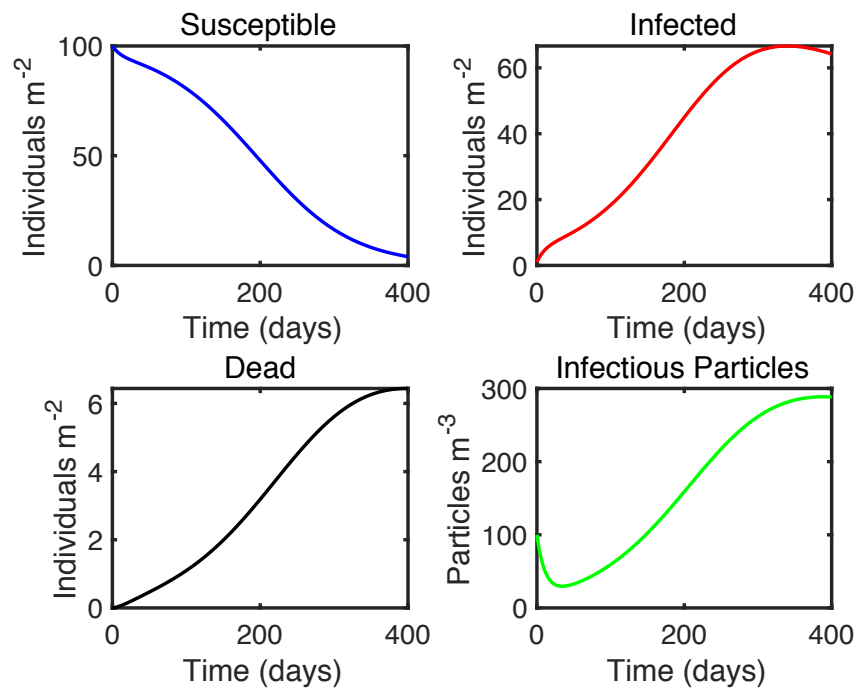 Susceptible
Individuals m-2
100
50
0
0
200
400
Time (days)
Infected
Individuals m-2
60
40
20
0
0
200
400
Time (days)
Dead
Individuals m-2
6
4
2
0
0
200
400
Time (days)
Infectious Particles
Particles m-3
300
200
100
0
0
200
400
Time (days)